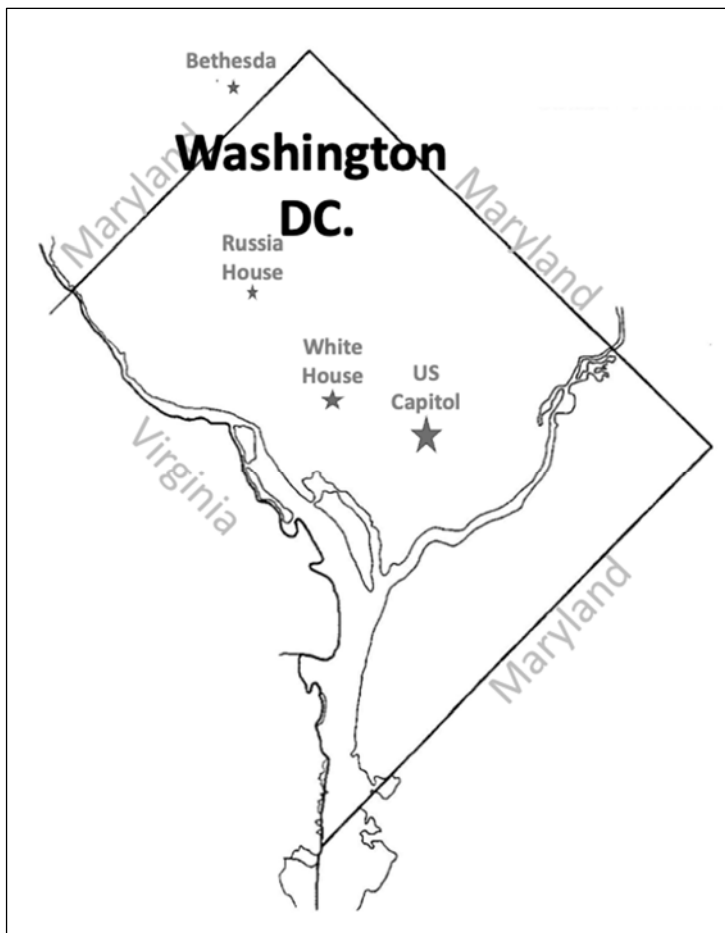 Bethesda
Washington
DC.
Maryland
Maryland
Russia
House
White
House
US
Capitol
Virginia
Maryland